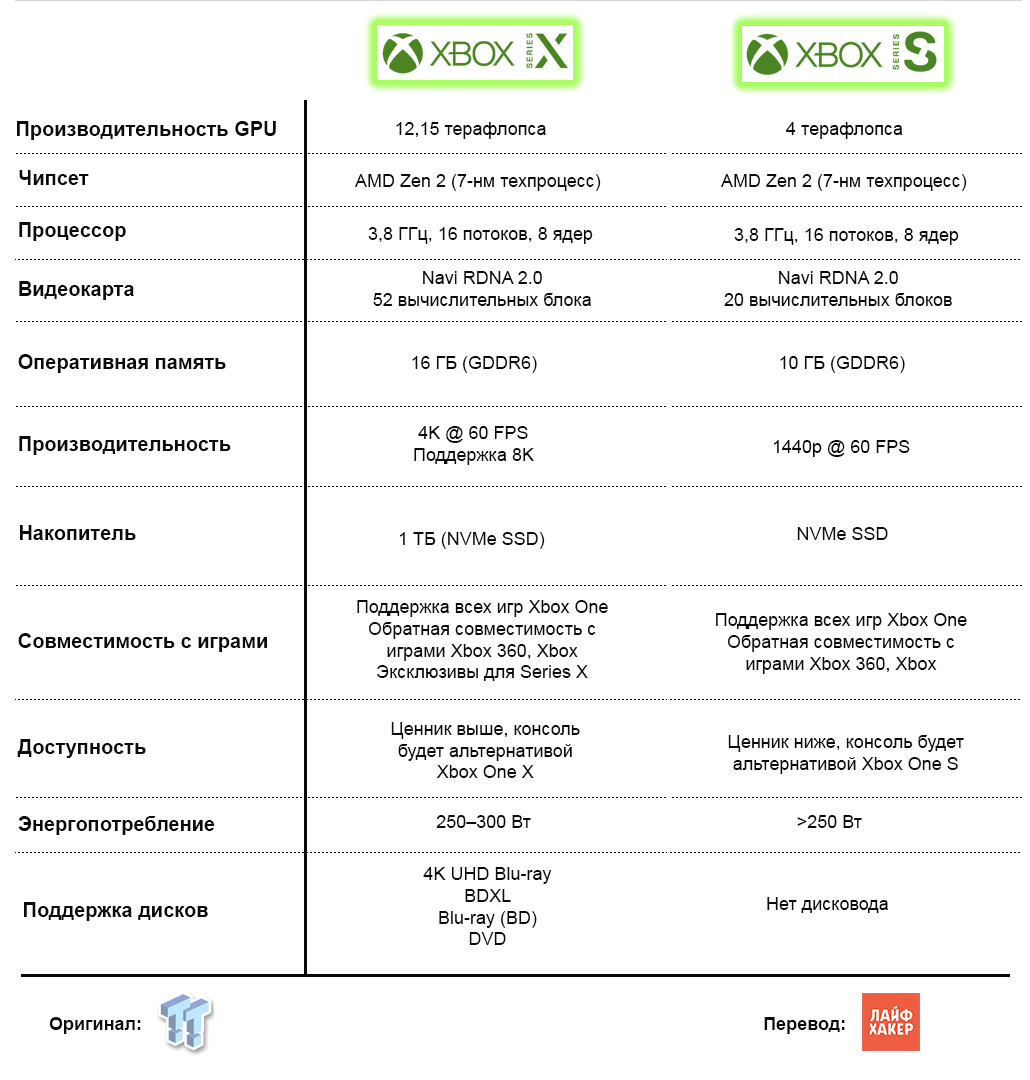 XBOX SERIES X
XBOX SERIES S
Производительность GPU
12,15 терафлопса
4 терафлопса
Чипсет
AMD Zen 2 (7-нм техпроцесс)
AMD Zen 2 (7-нм техпроцесс)
Процессор
3,8 ГГц, 16 потоков, 8 ядер
3,8 ГГц, 16 потоков, 8 ядер
Видеокарта
Navi RDNA 2.0
52 вычислительных блока
Navi RDNA 2.0
20 вычислительных блоков
Оперативная память
16 ГБ (GDDR6)
10 ГБ (GDDR6)
Производительность
4K @ 60 FPS
Поддержка 8K
1440p @ 60 FPS
Накопитель
1 ТБ (NVMe SSD)
NVMe SSD
Совместимость с играми
Поддержка всех игр Xbox One
Обратная совместимость с
играми Xbox 360, Xbox
Эксклюзивы для Series X
Поддержка всех игр Xbox One
Обратная совместимость с
играми Xbox 360, Xbox
Доступность
Ценник выше, консоль
будет альтернативой
Xbox One X
Ценник ниже, консоль будет
альтернативой Xbox One S
Энергопотребление
250–300 Вт
>250 Вт
Поддержка дисков
4K UHD Blu-ray
BDXL
Blu-ray (BD)
DVD
Нет дисковода
Оригинал:
TT
Перевод:
ЛАЙФ
ХАКЕР